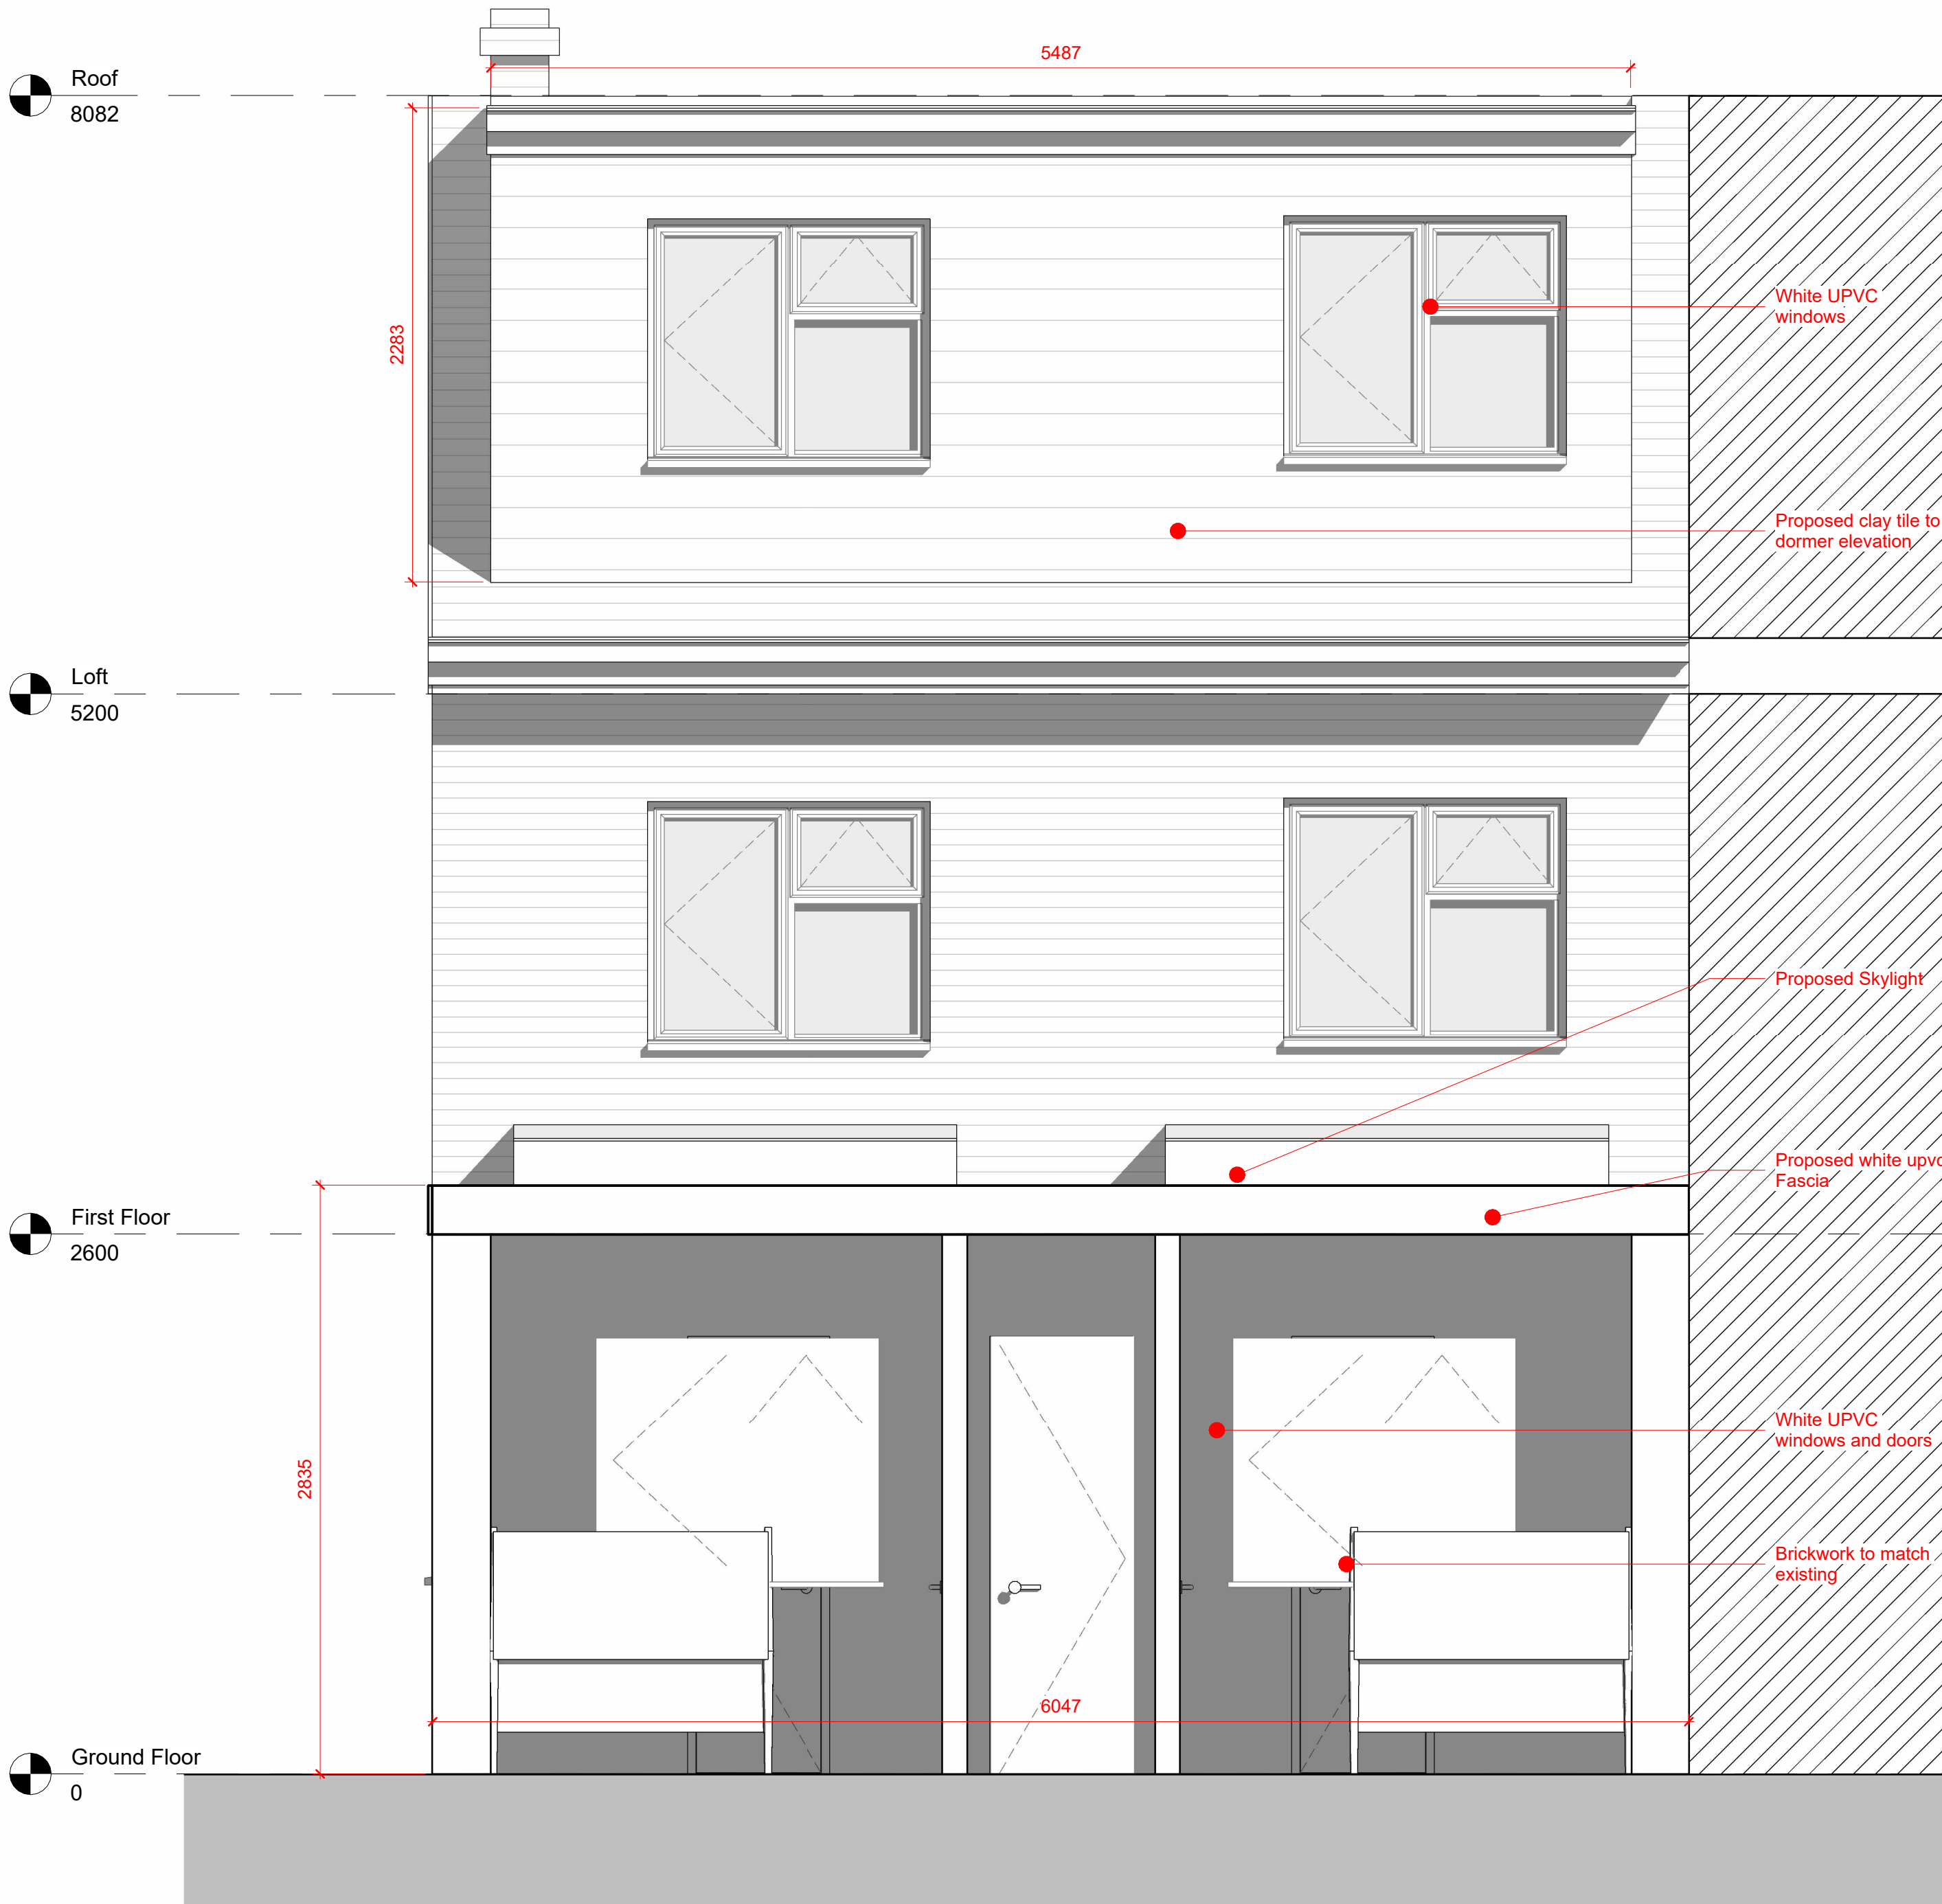 5487
Roof
8082
White UPVC
windows
2283
Proposed clay tile to
dormer elevation
Loft
5200
Proposed Skylight
Proposed white upvc
Fascia
First Floor
2600
White UPVC
windows and doors
2835
Brickwork to match
existing
6047
Ground Floor
0